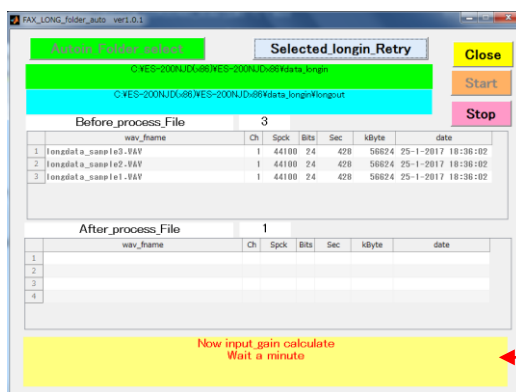 FAX_LONG_folder_auto ver1.0.1
Autoin_Folder_select
Selected_longin_Retry
Close
C:¥ES-200NJD(x86)¥ES-200NJDx86¥data_longin
Start
C:¥ES-200NJD(x86)¥ES-200NJDx86¥data_longin¥longout
Stop
Before_process_File 3
wav_fname Ch Spck Bits Sec kByte date
1 longdata_sample3.WAV 1 44100 24 428 56624 25-1-2017 18:36:02
2 longdata_sample2.WAV 1 44100 24 428 56624 25-1-2017 18:36:02
3 longdata_sample1.WAV 1 44100 24 428 56624 25-1-2017 18:36:02
After_process_File 1
wav_fname Ch Spck Bits Sec kByte date
1
2
3
4
Now input_gain calculate
Wait a minute